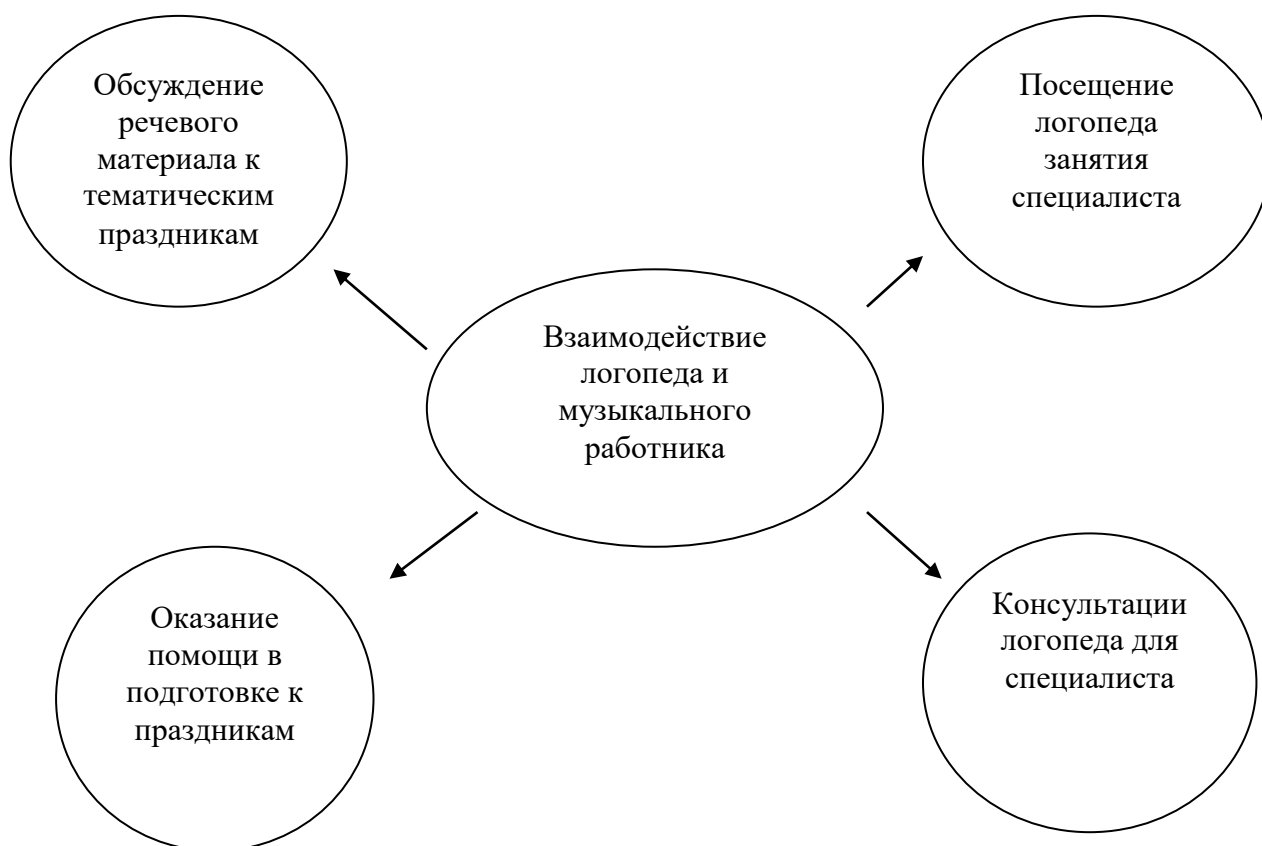 Обсуждение
речевого
материала к
тематическим
праздникам
Посещение
логопеда
занятия
специалиста
Взаимодействие
логопеда и
музыкального
работника
Оказание
помощи в
подготовке к
праздникам
Консультации
логопеда для
специалиста